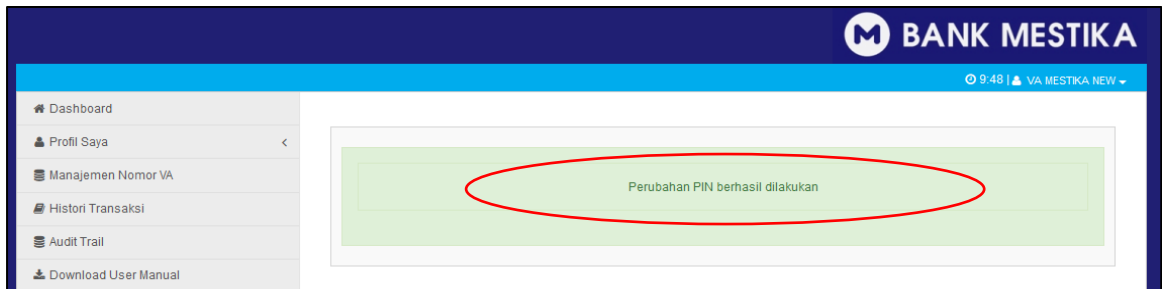 BANK MESTIKA
9:48 | VA MESTIKA NEW
Dashboard
Profil Saya
Manajemen Nomor VA
Histori Transaksi
Audit Trail
Download User Manual
Perubahan PIN berhasil dilakukan